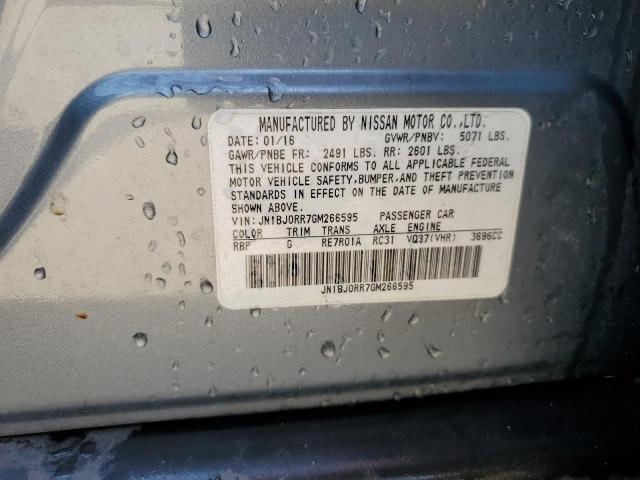 MANUFACTURED BY NISSAN MOTOR CO.,LTD.
DATE: 01/16 GVWR/PNBV: 5071 LBS.
GAWR/PNBE FR: 2491 LBS. RR: 2601 LBS.
THIS VEHICLE CONFORMS TO ALL APPLICABLE FEDERAL
MOTOR VEHICLE SAFETY,BUMPER,AND THEFT PREVENTION
STANDARDS IN EFFECT ON THE DATE OF MANUFACTURE
SHOWN ABOVE.
VIN: JN1BJ0RR7GM266595 PASSENGER CAR
COLOR TRIM TRANS AXLE ENGINE
RBP G RE7R01A RC31 VQ37(VHR) 3696CC
JN1BJ0RR7GM266595